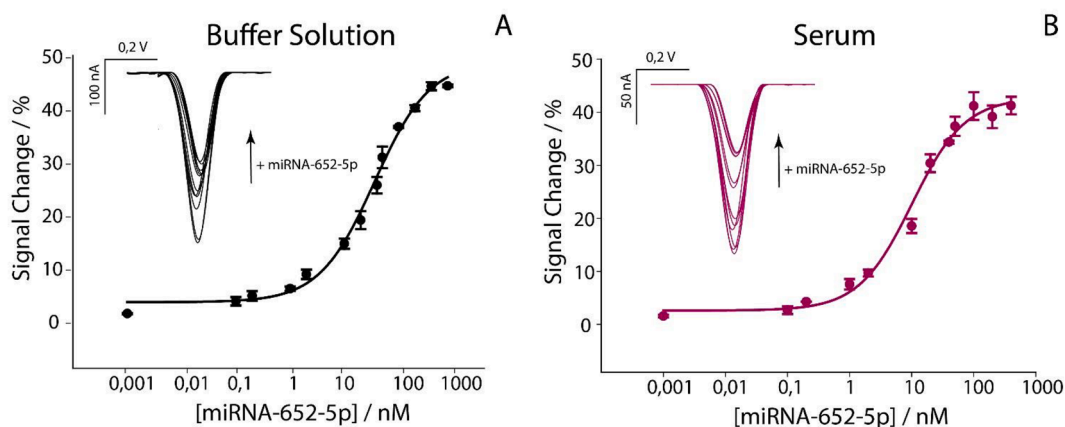 Buffer Solution
A
0,2 V
100 nA
+ miRNA-652-5p
Signal Change / %
50
40
30
20
10
0
0,001
0,01
0,1
1
10
100
1000
[miRNA-652-5p] / nM
Serum
B
0,2 V
50 nA
+ miRNA-652-5p
Signal Change / %
50
40
30
20
10
0
0,001
0,01
0,1
1
10
100
1000
[miRNA-652-5p] / nM